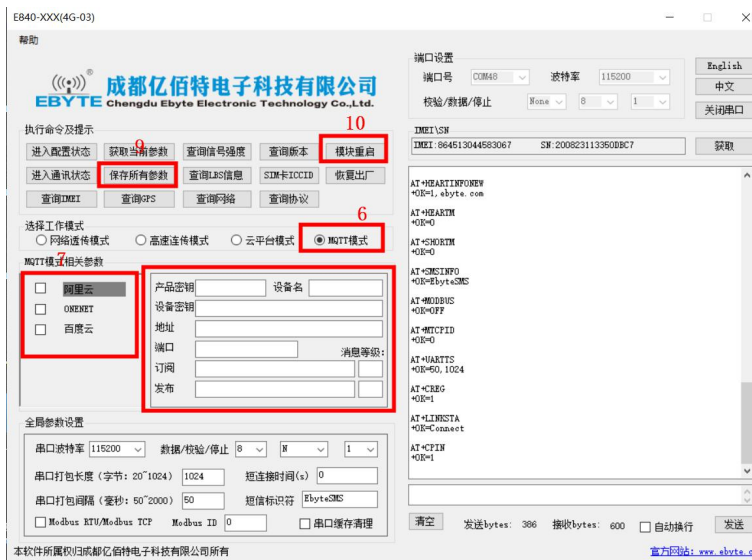 E840-XXX(4G-03)
帮助
((( ))) ® 成都亿佰特电子科技有限公司
EBYTE Chengdu Ebyte Electronic Technology Co.,Ltd.
执行命令及提示
9
10
进入配置状态 获取当前参数 查询信号强度 查询版本 模块重启
进入通讯状态 保存所有参数 查询LBS信息 SIM卡ICCID 恢复出厂
查询IMEI 查询GPS 查询网络 查询协议
6
选择工作模式
网络透传模式 高速连传模式 云平台模式 MQTT模式
7
MQTT模式相关参数
阿里云
ONENET
百度云
产品密钥 设备名
设备密钥
地址
端口 消息等级:
订阅
发布
全局参数设置
串口波特率 115200 数据/校验/停止 8 N 1
串口打包长度(字节: 20~1024) 1024 短连接时间(s) 0
串口打包间隔(毫秒: 50~2000) 50 短信标识符 EbyteSMS
Modbus RTU/Modbus TCP Modbus ID 0 串口缓存清理
本软件所属权归成都亿佰特电子科技有限公司所有
端口设置
端口号 COM48 波特率 115200
校验/数据/停止 None 8 1
English
中文
关闭串口
IMEI\SN
IMEI:864513044583067 SN:200823113350DBC7 获取
AT+HEARTINFONEW
+OK=1,ebyte.com
AT+HEARTM
+OK=0
AT+SHORTM
+OK=0
AT+SMSINFO
+OK=EbyteSMS
AT+MODBUS
+OK=OFF
AT+MTCPID
+OK=0
AT+UARTTS
+OK=50,1024
AT+CREG
+OK=1
AT+LINKSTA
+OK=Connect
AT+CPIN
+OK=1
清空 发送bytes: 386 接收bytes: 600 自动换行 发送
官方网站: www.ebyte.c